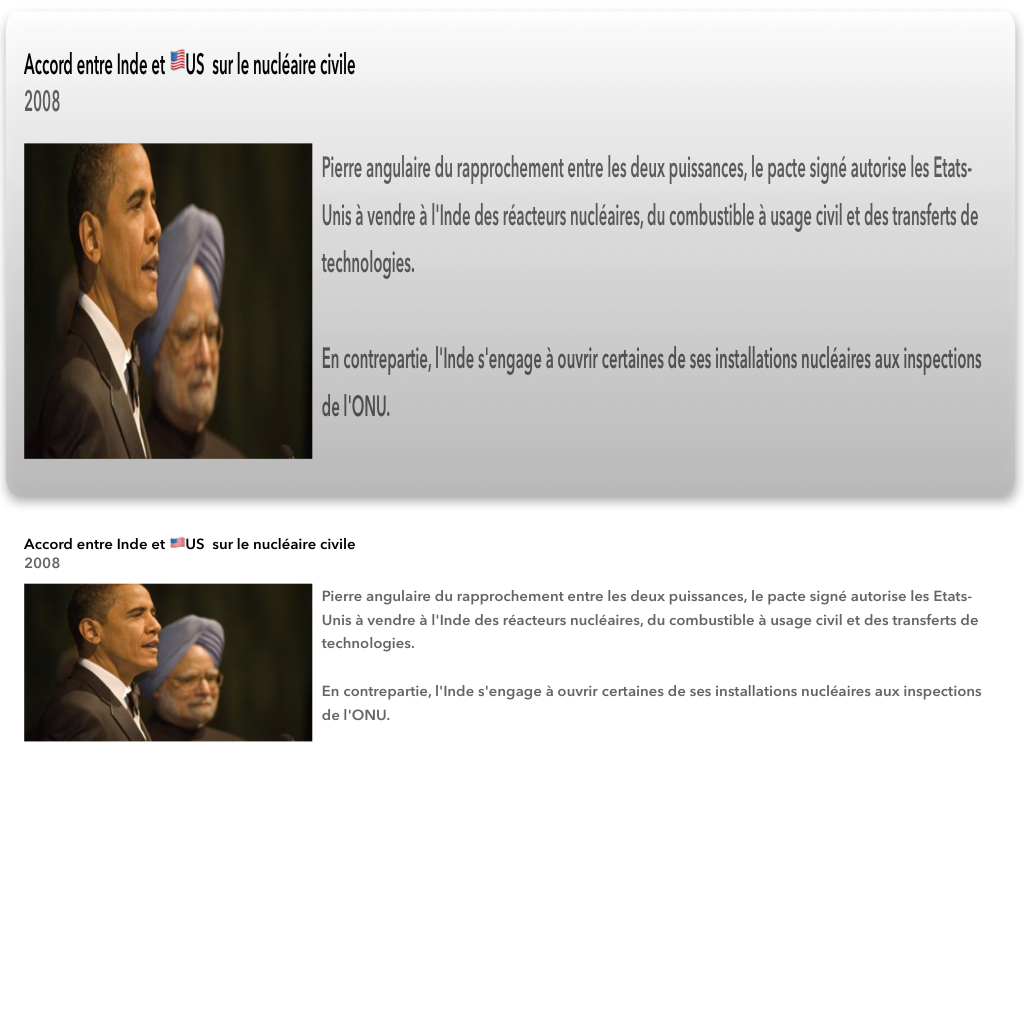 Accord entre Inde et 🇺🇸US  sur le nucléaire civile
2008
Pierre angulaire du rapprochement entre les deux puissances, le pacte signé autorise les Etats-
Unis à vendre à l'Inde des réacteurs nucléaires, du combustible à usage civil et des transferts de
technologies.
En contrepartie, l'Inde s'engage à ouvrir certaines de ses installations nucléaires aux inspections
de l'ONU.
Accord entre Inde et 🇺🇸US  sur le nucléaire civile
2008
Pierre angulaire du rapprochement entre les deux puissances, le pacte signé autorise les Etats-
Unis à vendre à l'Inde des réacteurs nucléaires, du combustible à usage civil et des transferts de
technologies.
En contrepartie, l'Inde s'engage à ouvrir certaines de ses installations nucléaires aux inspections
de l'ONU.